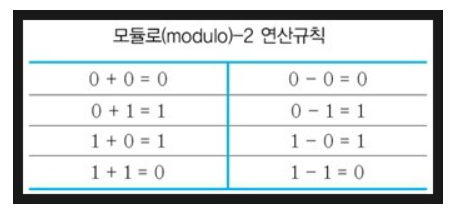 모듈로(modulo)-2 연산규칙
0 + 0 = 0 0 − 0 = 0
0 + 1 = 1 0 − 1 = 1
1 + 0 = 1 1 − 0 = 1
1 + 1 = 0 1 − 1 = 0